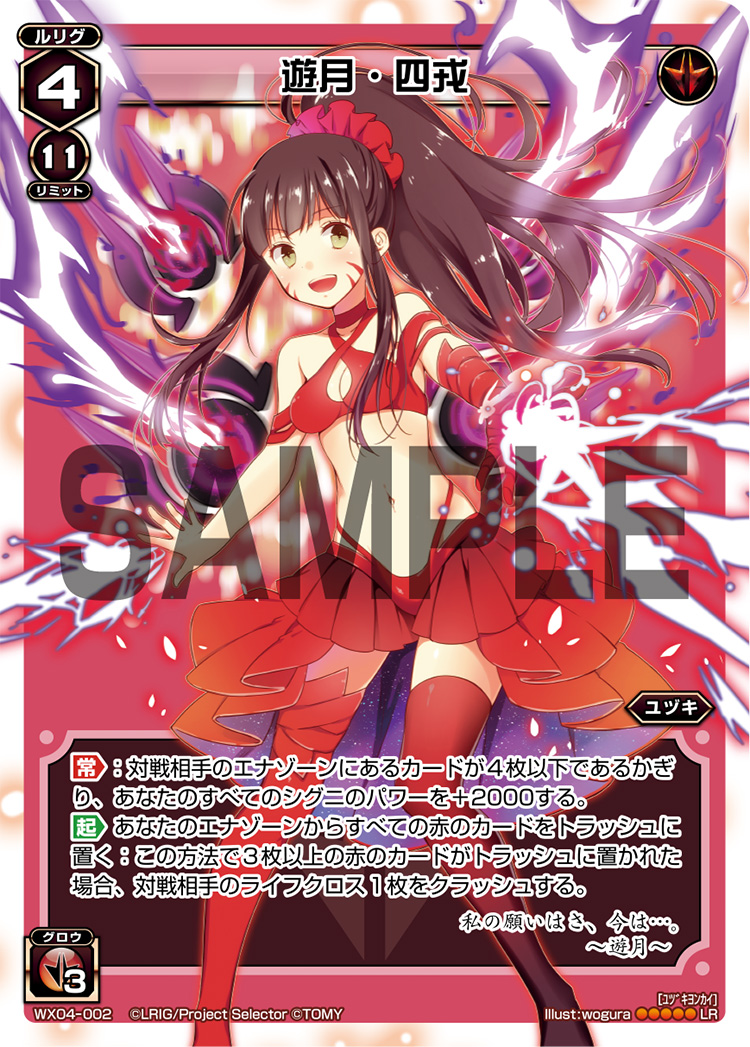 ルリグ
4
遊月・四戎
11
リミット
SAMPLE
ユヅキ
常：対戦相手のエナゾーンにあるカードが４枚以下であるかぎ
り、あなたのすべてのシグニのパワーを＋2000する。
起 あなたのエナゾーンからすべての赤のカードをトラッシュに
置く：この方法で３枚以上の赤のカードがトラッシュに置かれた
場合、対戦相手のライフクロス１枚をクラッシュする。
私の願いはさ、今は…。
～遊月～
グロウ
3
[ユヅキヨンカイ]
WX04-002 ©LRIG/Project Selector ©TOMY Illust:wogura LR